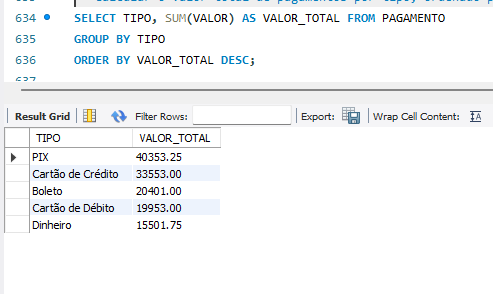 634 SELECT TIPO, SUM(VALOR) AS VALOR_TOTAL FROM PAGAMENTO
635 GROUP BY TIPO
636 ORDER BY VALOR_TOTAL DESC;
637
Result Grid Filter Rows: Export: Wrap Cell Content:
TIPO VALOR_TOTAL
PIX 40353.25
Cartão de Crédito 33553.00
Boleto 20401.00
Cartão de Débito 19953.00
Dinheiro 15501.75